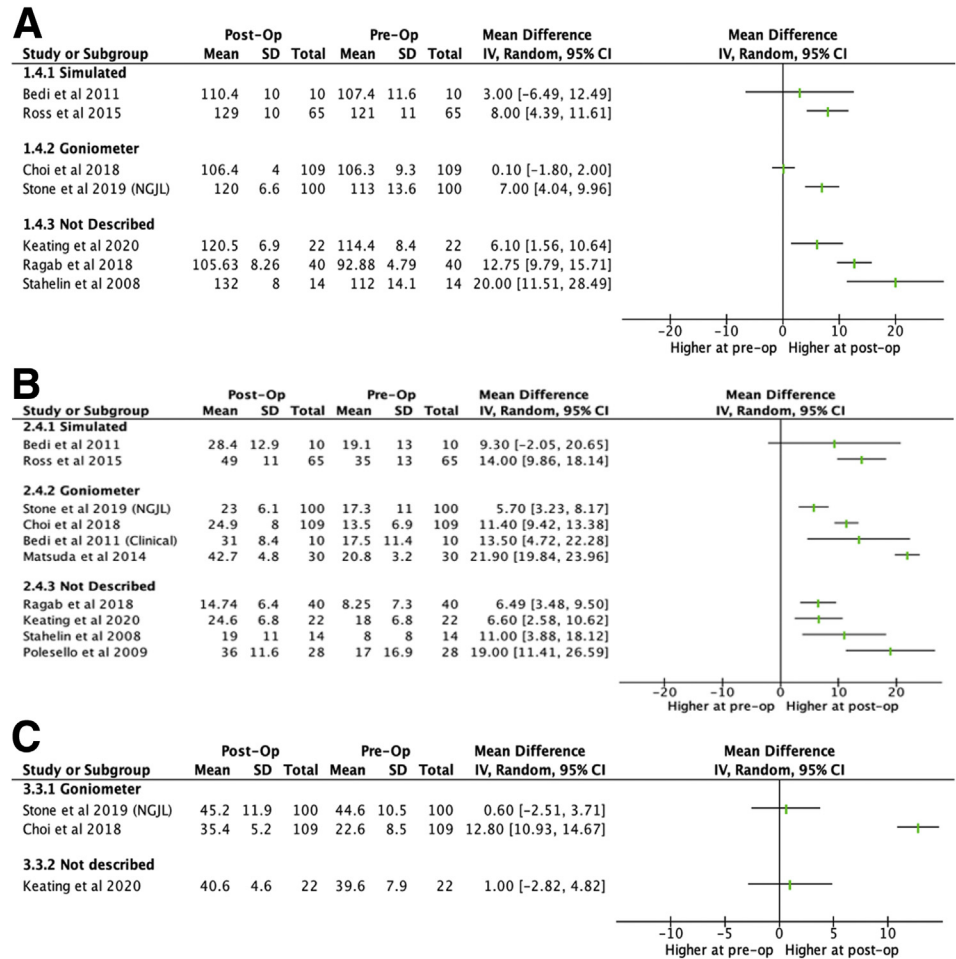 A
Post-Op Pre-Op Mean Difference Mean Difference
Study or Subgroup Mean SD Total Mean SD Total IV, Random, 95% CI IV, Random, 95% CI
1.4.1 Simulated
Bedi et al 2011 110.4 10 10 107.4 11.6 10 3.00 [-6.49, 12.49]
Ross et al 2015 129 10 65 121 11 65 8.00 [4.39, 11.61]
1.4.2 Goniometer
Choi et al 2018 106.4 4 109 106.3 9.3 109 0.10 [-1.80, 2.00]
Stone et al 2019 (NGJL) 120 6.6 100 113 13.6 100 7.00 [4.04, 9.96]
1.4.3 Not Described
Keating et al 2020 120.5 6.9 22 114.4 8.4 22 6.10 [1.56, 10.64]
Ragab et al 2018 105.63 8.26 40 92.88 4.79 40 12.75 [9.79, 15.71]
Stahelin et al 2008 132 8 14 112 14.1 14 20.00 [11.51, 28.49]
-20 -10 0 10 20
Higher at pre-op Higher at post-op
B
Post-Op Pre-Op Mean Difference Mean Difference
Study or Subgroup Mean SD Total Mean SD Total IV, Random, 95% CI IV, Random, 95% CI
2.4.1 Simulated
Bedi et al 2011 28.4 12.9 10 19.1 13 10 9.30 [-2.05, 20.65]
Ross et al 2015 49 11 65 35 13 65 14.00 [9.86, 18.14]
2.4.2 Goniometer
Stone et al 2019 (NGJL) 23 6.1 100 17.3 11 100 5.70 [3.23, 8.17]
Choi et al 2018 24.9 8 109 13.5 6.9 109 11.40 [9.42, 13.38]
Bedi et al 2011 (Clinical) 31 8.4 10 17.5 11.4 10 13.50 [4.72, 22.28]
Matsuda et al 2014 42.7 4.8 30 20.8 3.2 30 21.90 [19.84, 23.96]
2.4.3 Not Described
Ragab et al 2018 14.74 6.4 40 8.25 7.3 40 6.49 [3.48, 9.50]
Keating et al 2020 24.6 6.8 22 18 6.8 22 6.60 [2.58, 10.62]
Stahelin et al 2008 19 11 14 8 8 14 11.00 [3.88, 18.12]
Polesello et al 2009 36 11.6 28 17 16.9 28 19.00 [11.41, 26.59]
-20 -10 0 10 20
Higher at pre-op Higher at post-op
C
Post-Op Pre-Op Mean Difference Mean Difference
Study or Subgroup Mean SD Total Mean SD Total IV, Random, 95% CI IV, Random, 95% CI
3.3.1 Goniometer
Stone et al 2019 (NGJL) 45.2 11.9 100 44.6 10.5 100 0.60 [-2.51, 3.71]
Choi et al 2018 35.4 5.2 109 22.6 8.5 109 12.80 [10.93, 14.67]
3.3.2 Not described
Keating et al 2020 40.6 4.6 22 39.6 7.9 22 1.00 [-2.82, 4.82]
-10 -5 0 5 10
Higher at pre-op Higher at post-op